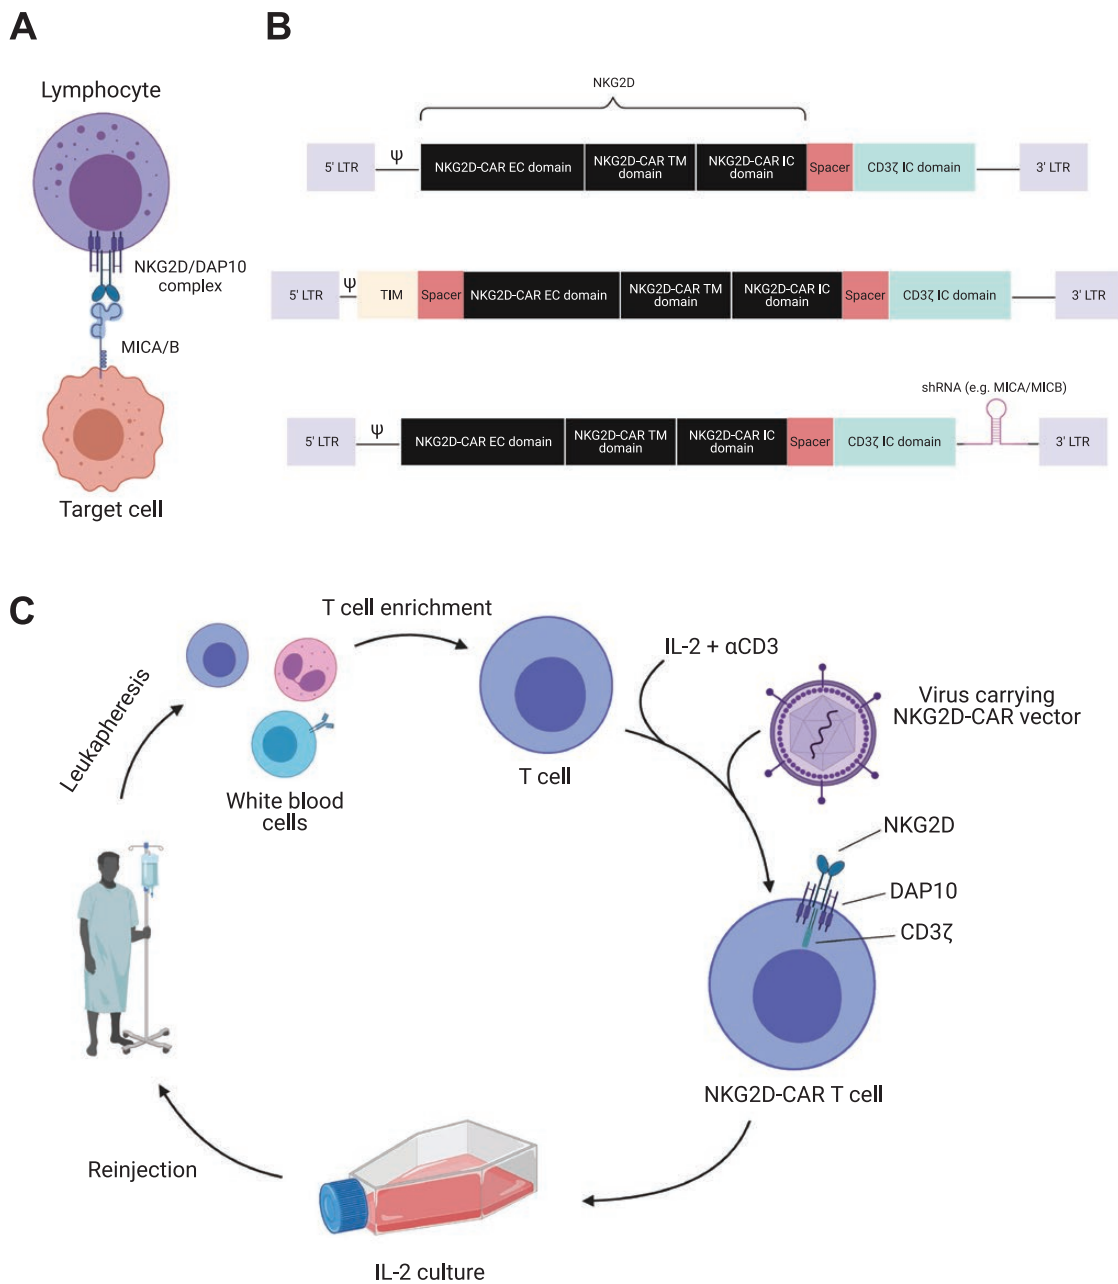 A
B
Lymphocyte
NKG2D/DAP10
complex
MICA/B
Target cell
NKG2D
5' LTR
Ψ
NKG2D-CAR EC domain
NKG2D-CAR TM
domain
NKG2D-CAR IC
domain
Spacer
CD3ζ IC domain
3' LTR
5' LTR
Ψ
TIM
Spacer
NKG2D-CAR EC domain
NKG2D-CAR TM
domain
NKG2D-CAR IC
domain
Spacer
CD3ζ IC domain
3' LTR
shRNA (e.g. MICA/MICB)
5' LTR
Ψ
NKG2D-CAR EC domain
NKG2D-CAR TM
domain
NKG2D-CAR IC
domain
Spacer
CD3ζ IC domain
3' LTR
C
Leukapheresis
White blood
cells
T cell enrichment
T cell
IL-2 + αCD3
Virus carrying
NKG2D-CAR vector
NKG2D
DAP10
CD3ζ
NKG2D-CAR T cell
IL-2 culture
Reinjection